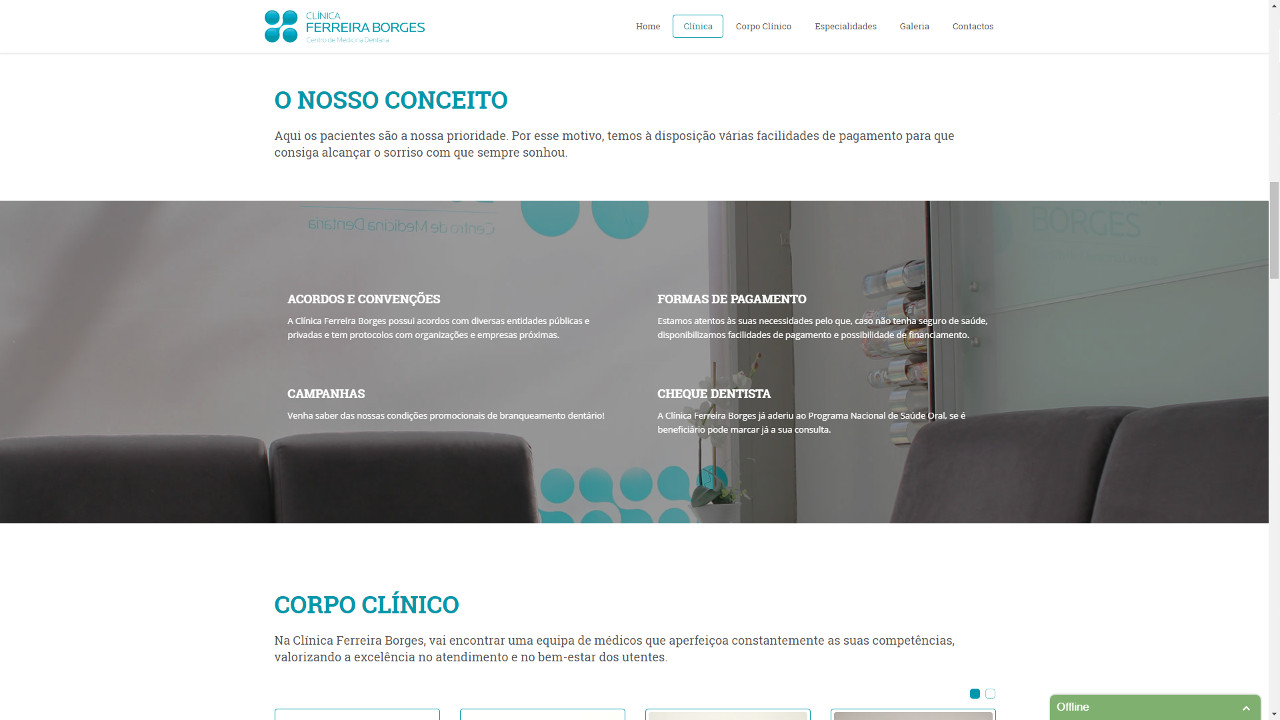 CLÍNICA
FERREIRA BORGES
Centro de Medicina Dentária
Home
Clínica
Corpo Clínico
Especialidades
Galeria
Contactos
O NOSSO CONCEITO
Aqui os pacientes são a nossa prioridade. Por esse motivo, temos à disposição várias facilidades de pagamento para que
consiga alcançar o sorriso com que sempre sonhou.
Centro de Medicina Dentária
BORGES
ACORDOS E CONVENÇÕES
A Clínica Ferreira Borges possui acordos com diversas entidades públicas e
privadas e tem protocolos com organizações e empresas próximas.
FORMAS DE PAGAMENTO
Estamos atentos às suas necessidades pelo que, caso não tenha seguro de saúde,
disponibilizamos facilidades de pagamento e possibilidade de financiamento.
CAMPANHAS
Venha saber das nossas condições promocionais de branqueamento dentário!
CHEQUE DENTISTA
A Clínica Ferreira Borges já aderiu ao Programa Nacional de Saúde Oral, se é
beneficiário pode marcar já a sua consulta.
CORPO CLÍNICO
Na Clínica Ferreira Borges, vai encontrar uma equipa de médicos que aperfeiçoa constantemente as suas competências,
valorizando a excelência no atendimento e no bem-estar dos utentes.
Offline